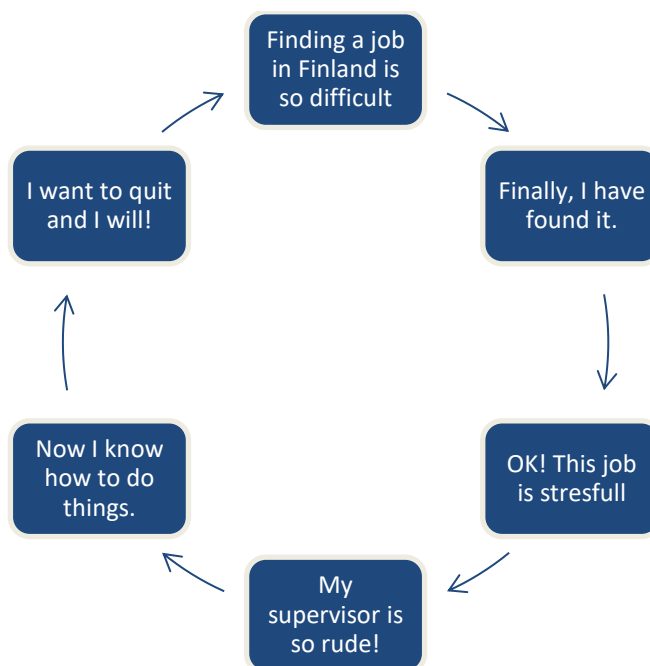 Finding a job
in Finland is
so difficult
Finally, I have
found it.
OK! This job
is stresfull
My
supervisor is
so rude!
Now I know
how to do
things.
I want to quit
and I will!